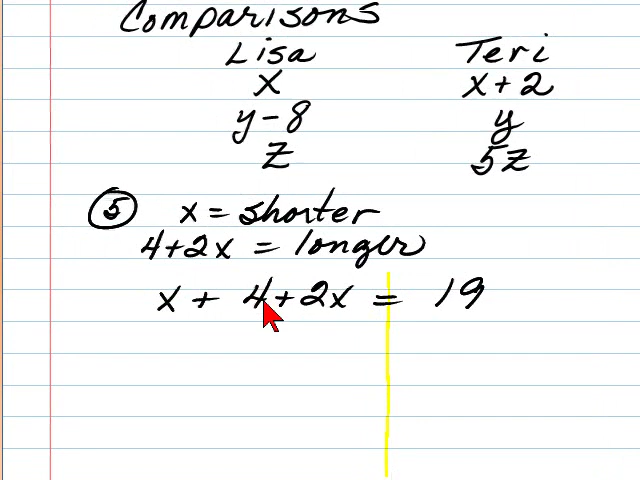 Comparisons
Lisa Teri
x x + 2
y - 8 y
z 5z
⑤ x = shorter
4+2x = longer
x + 4+2x = 19